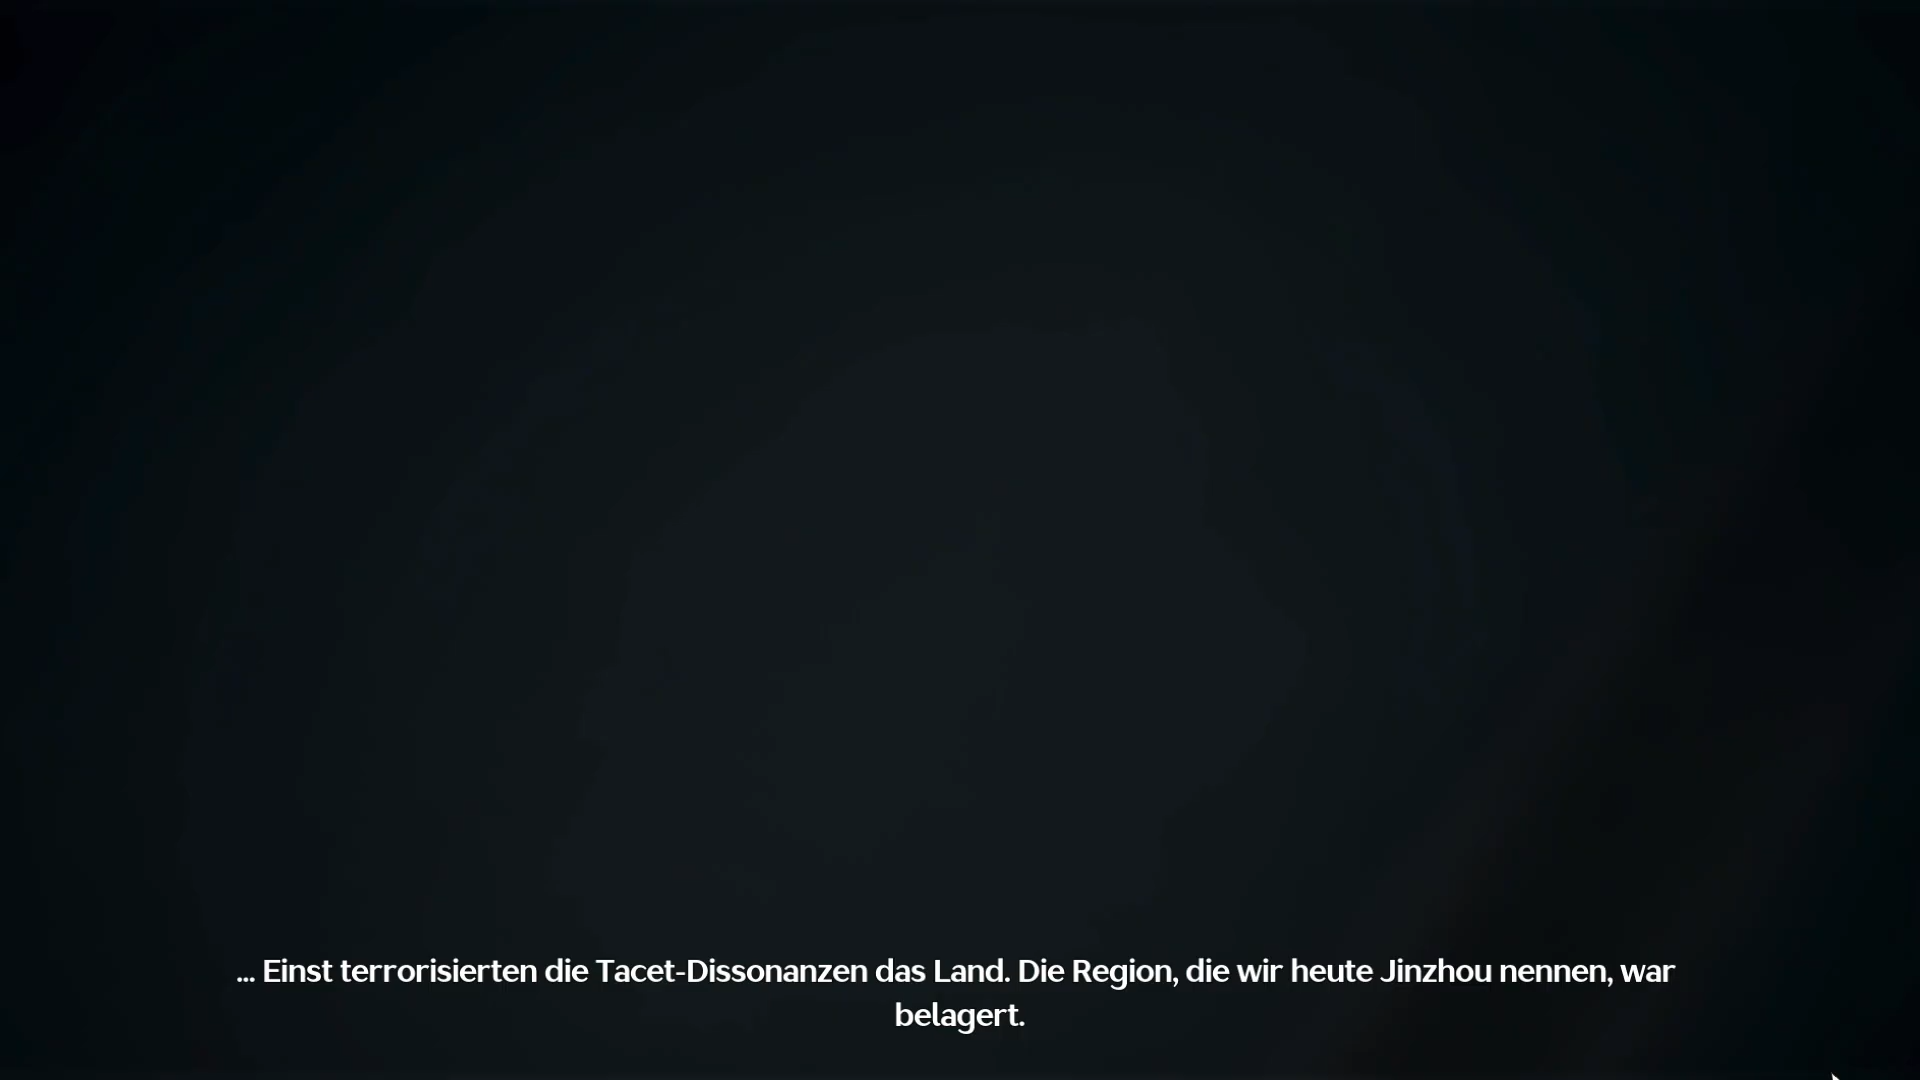 ... Einst terrorisierten die Tacet-Dissonanzen das Land. Die Region, die wir heute Jinzhou nennen, war
belagert.